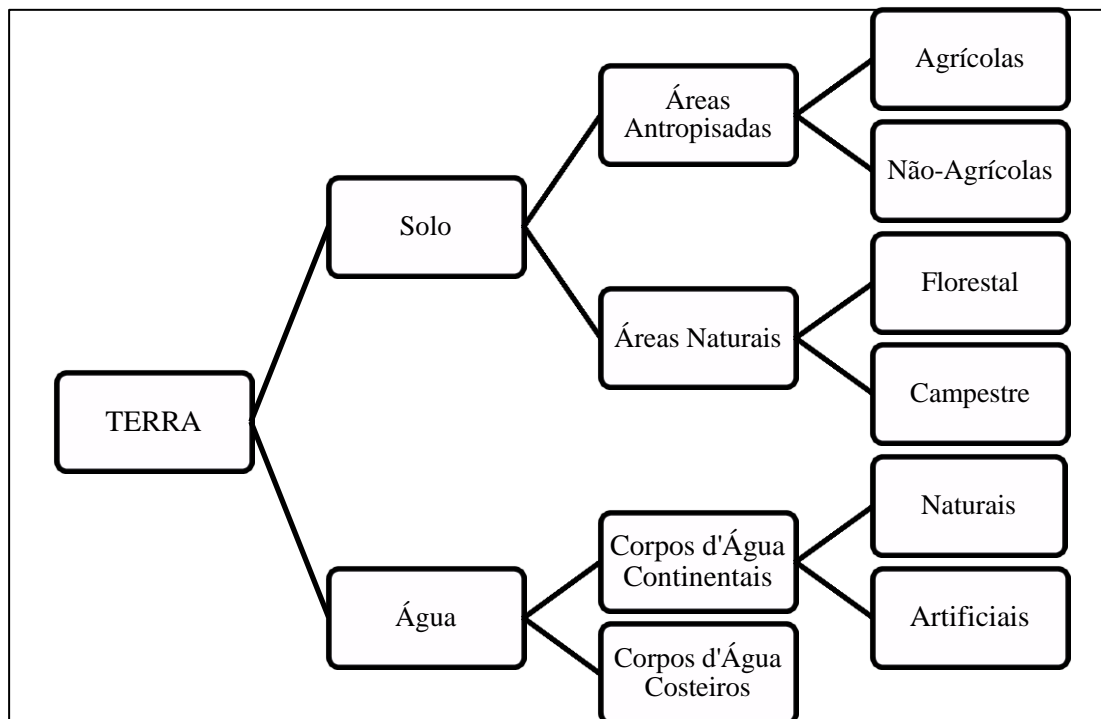 Agrícolas
Áreas
Antropisadas
Não-Agrícolas
Solo
Florestal
Áreas Naturais
Campestre
TERRA
Naturais
Corpos d'Água
Continentais
Artificiais
Água
Corpos d'Água
Costeiros